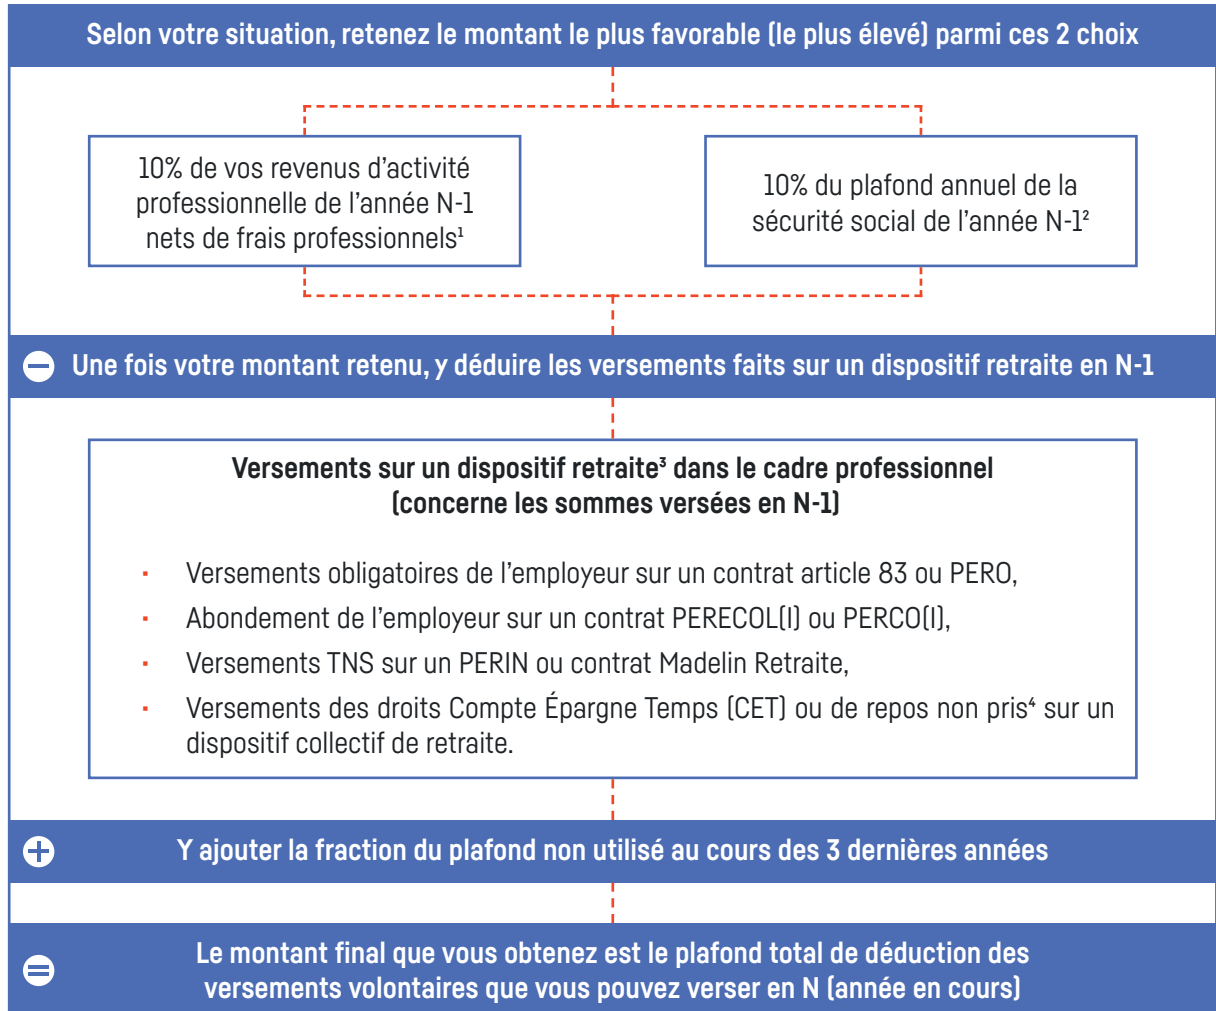 Selon votre situation, retenez le montant le plus favorable (le plus élevé) parmi ces 2 choix
10% de vos revenus d'activité
professionnelle de l'année N-1
nets de frais professionnels¹
10% du plafond annuel de la
sécurité social de l'année N-1²
Une fois votre montant retenu, y déduire les versements faits sur un dispositif retraite en N-1
Versements sur un dispositif retraite³ dans le cadre professionnel
(concerne les sommes versées en N-1)
· Versements obligatoires de l'employeur sur un contrat article 83 ou PERO,
· Abondement de l'employeur sur un contrat PERECOL(I) ou PERCO(I),
· Versements TNS sur un PERIN ou contrat Madelin Retraite,
· Versements des droits Compte Épargne Temps (CET) ou de repos non pris⁴ sur un
dispositif collectif de retraite.
Y ajouter la fraction du plafond non utilisé au cours des 3 dernières années
Le montant final que vous obtenez est le plafond total de déduction des
versements volontaires que vous pouvez verser en N (année en cours)